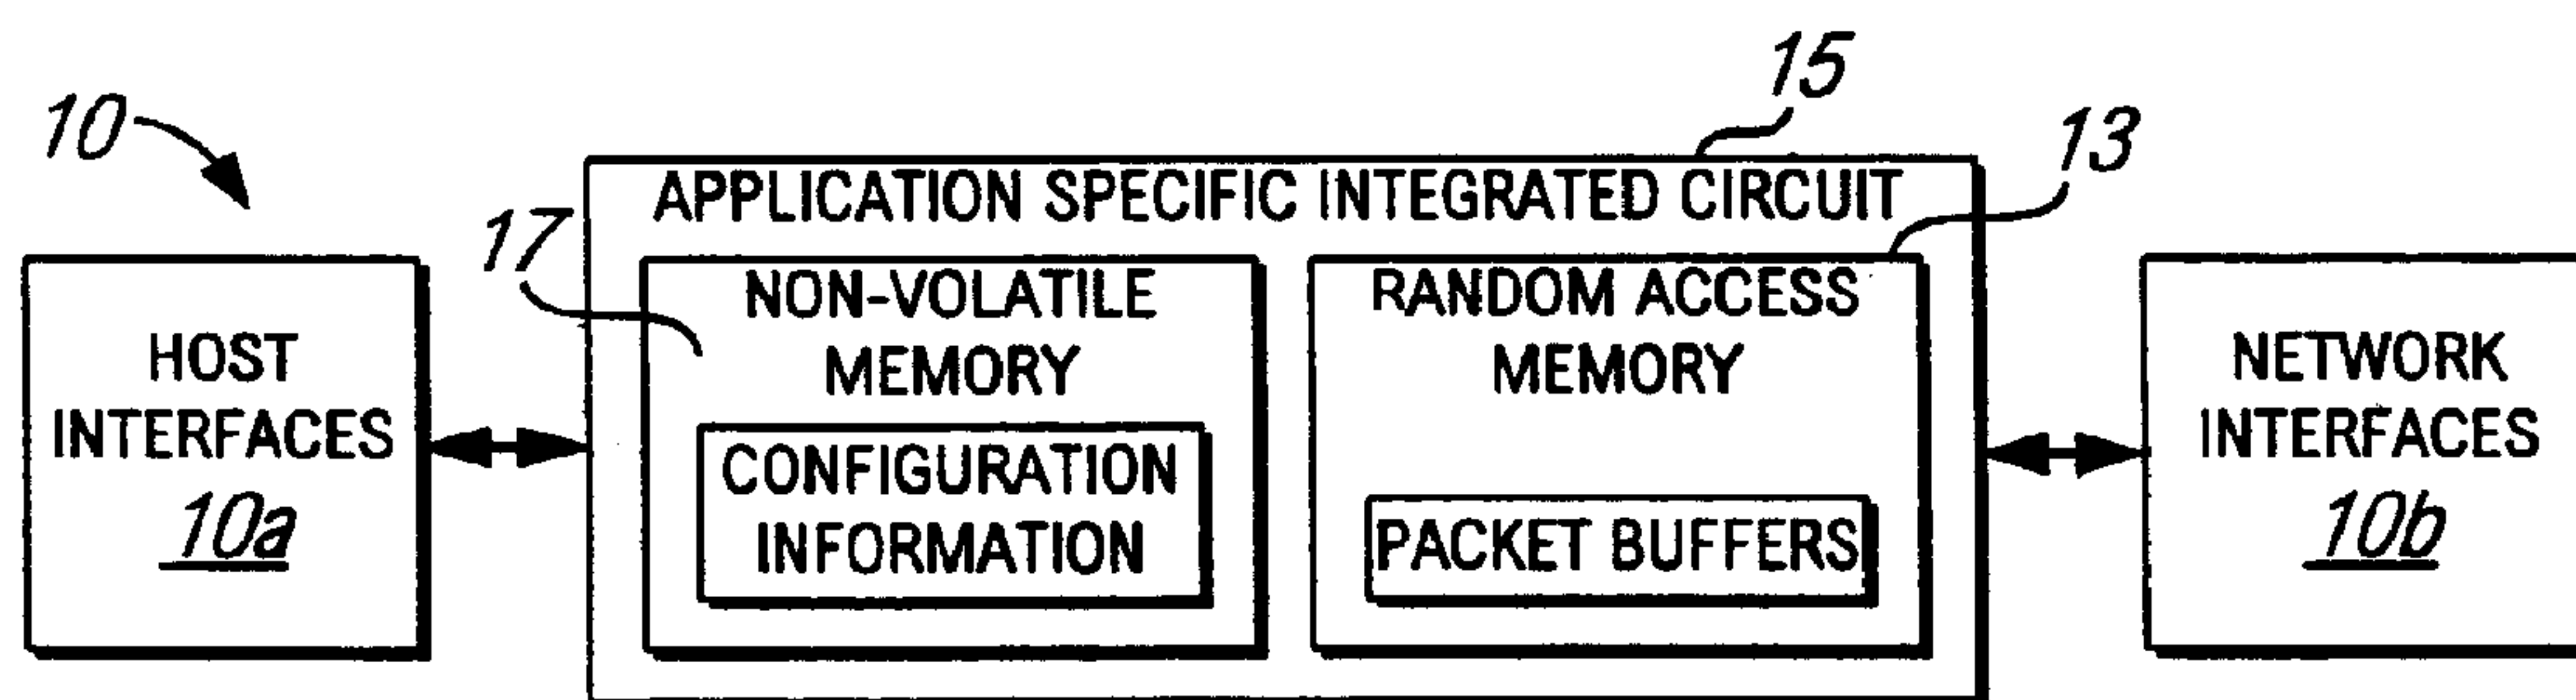 10
15
13
17
APPLICATION SPECIFIC INTEGRATED CIRCUIT
HOST
INTERFACES
10a
NON-VOLATILE
MEMORY
CONFIGURATION
INFORMATION
RANDOM ACCESS
MEMORY
PACKET BUFFERS
NETWORK
INTERFACES
10b